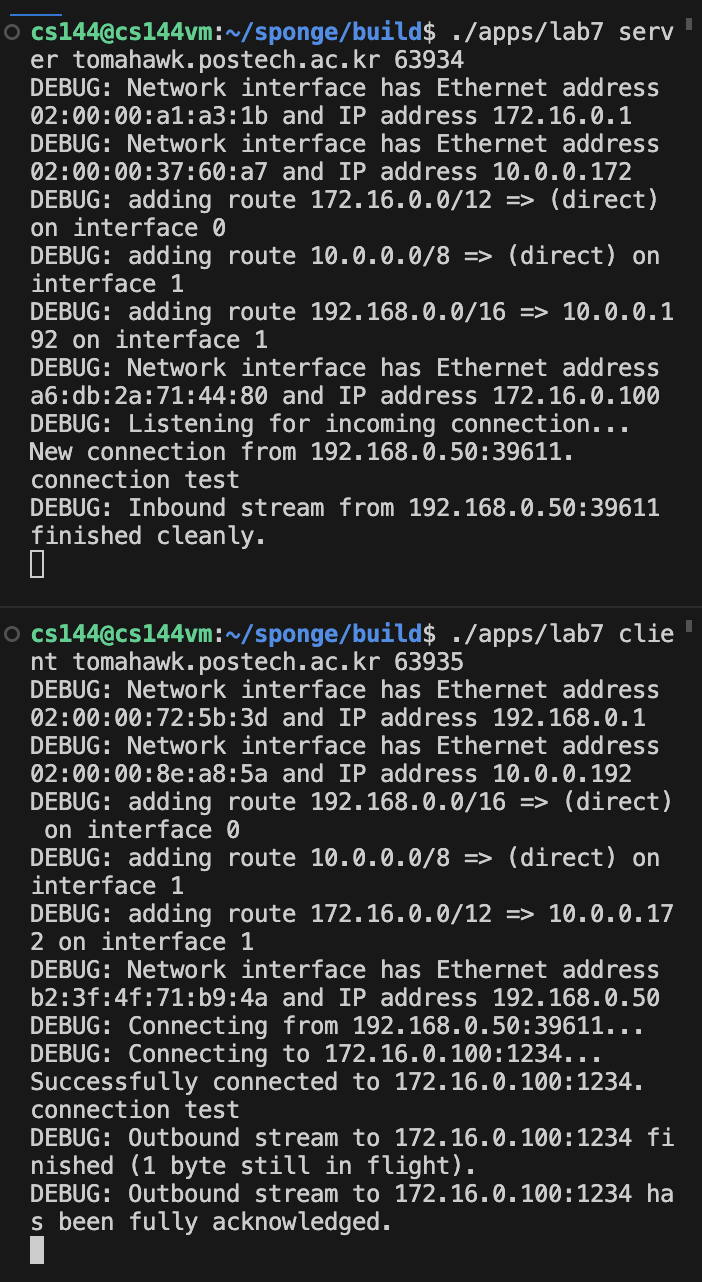 cs144@cs144vm:~/sponge/build$ ./apps/lab7 serv
er tomahawk.postech.ac.kr 63934
DEBUG: Network interface has Ethernet address
02:00:00:a1:a3:1b and IP address 172.16.0.1
DEBUG: Network interface has Ethernet address
02:00:00:37:60:a7 and IP address 10.0.0.172
DEBUG: adding route 172.16.0.0/12 => (direct)
on interface 0
DEBUG: adding route 10.0.0.0/8 => (direct) on
interface 1
DEBUG: adding route 192.168.0.0/16 => 10.0.0.1
92 on interface 1
DEBUG: Network interface has Ethernet address
a6:db:2a:71:44:80 and IP address 172.16.0.100
DEBUG: Listening for incoming connection...
New connection from 192.168.0.50:39611.
connection test
DEBUG: Inbound stream from 192.168.0.50:39611
finished cleanly.
cs144@cs144vm:~/sponge/build$ ./apps/lab7 clie
nt tomahawk.postech.ac.kr 63935
DEBUG: Network interface has Ethernet address
02:00:00:72:5b:3d and IP address 192.168.0.1
DEBUG: Network interface has Ethernet address
02:00:00:8e:a8:5a and IP address 10.0.0.192
DEBUG: adding route 192.168.0.0/16 => (direct)
 on interface 0
DEBUG: adding route 10.0.0.0/8 => (direct) on
interface 1
DEBUG: adding route 172.16.0.0/12 => 10.0.0.17
2 on interface 1
DEBUG: Network interface has Ethernet address
b2:3f:4f:71:b9:4a and IP address 192.168.0.50
DEBUG: Connecting from 192.168.0.50:39611...
DEBUG: Connecting to 172.16.0.100:1234...
Successfully connected to 172.16.0.100:1234.
connection test
DEBUG: Outbound stream to 172.16.0.100:1234 fi
nished (1 byte still in flight).
DEBUG: Outbound stream to 172.16.0.100:1234 ha
s been fully acknowledged.